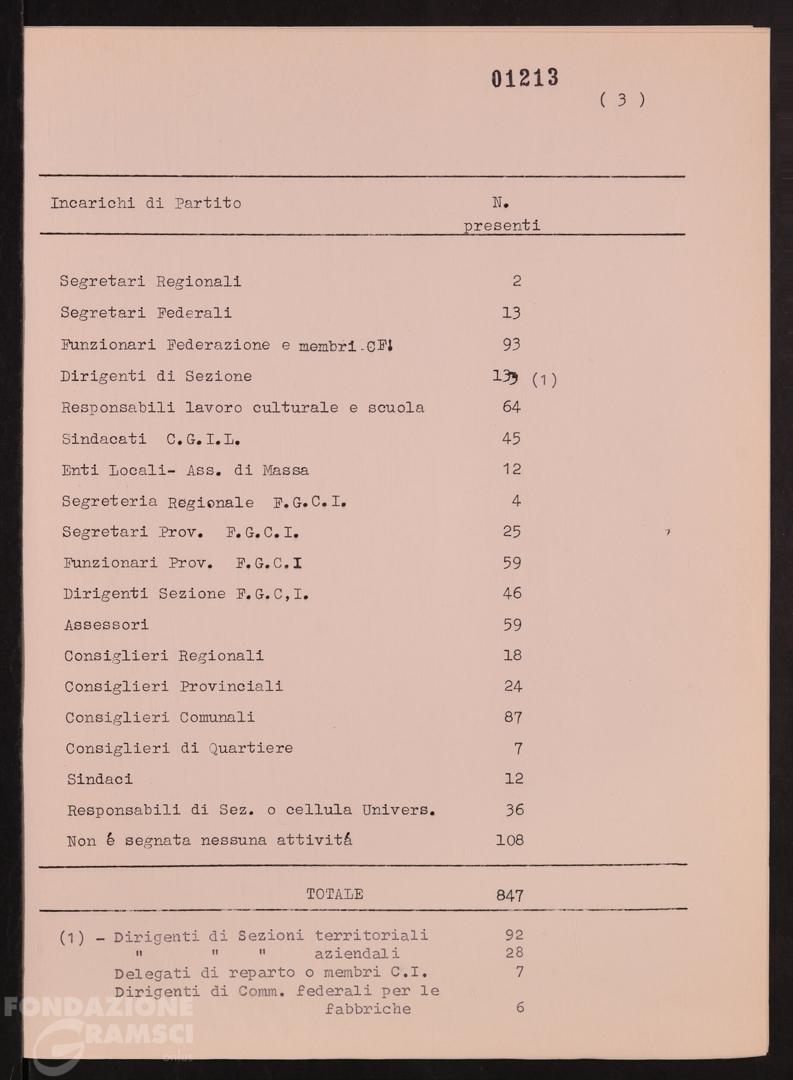 01213
( 3 )
Incarichi di Partito N.
presenti
Segretari Regionali 2
Segretari Federali 13
Funzionari Federazione e membri.CF! 93
Dirigenti di Sezione 133 (1)
Responsabili lavoro culturale e scuola 64
Sindacati C.G.I.L. 45
Enti Locali- Ass. di Massa 12
Segreteria Regionale F.G.C.I. 4
Segretari Prov. F.G.C.I. 25
Funzionari Prov. F.G.C.I 59
Dirigenti Sezione F.G.C,I. 46
Assessori 59
Consiglieri Regionali 18
Consiglieri Provinciali 24
Consiglieri Comunali 87
Consiglieri di Quartiere 7
Sindaci 12
Responsabili di Sez. o cellula Univers. 36
Non é segnata nessuna attivitá 108
TOTALE 847
(1) - Dirigenti di Sezioni territoriali 92
" " " aziendali 28
Delegati di reparto o membri C.I. 7
Dirigenti di Comm. federali per le
fabbriche 6
FONDAZIONE
GRAMSCI
onlus